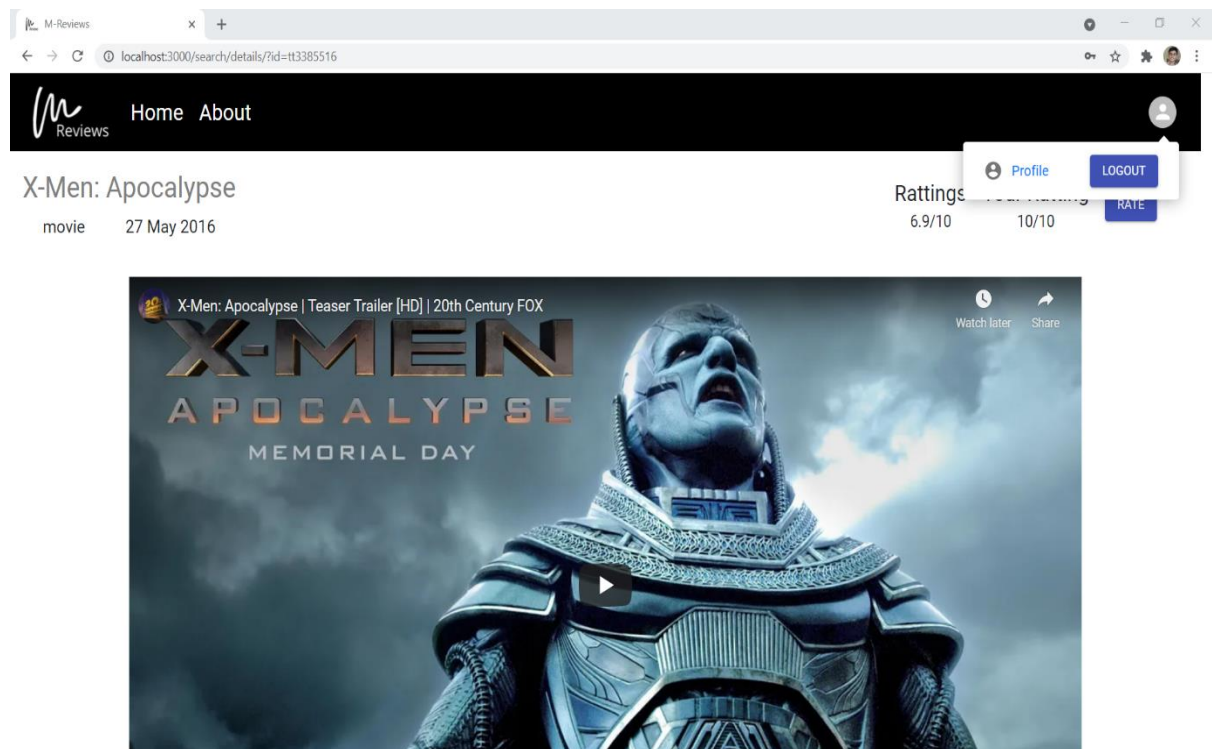 M-Reviews
localhost:3000/search/details/?id=tt3385516
Reviews
Home About
Profile LOGOUT
X-Men: Apocalypse
Rattings Your Ratting RATE
movie 27 May 2016
6.9/10 10/10
X-Men: Apocalypse | Teaser Trailer [HD] | 20th Century FOX
Watch later Share
X-MEN
APOCALYPSE
MEMORIAL DAY